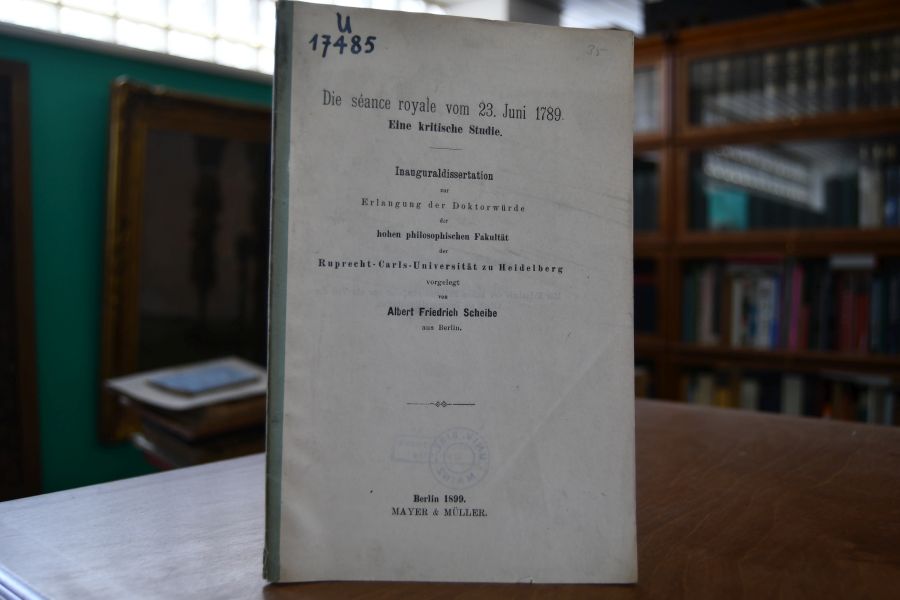 U
17485
35
Die séance royale vom 23. Juni 1789.
Eine kritische Studie.
Inauguraldissertation
zur
Erlangung der Doktorwürde
der
hohen philosophischen Fakultät
der
Ruprecht-Carls-Universität zu Heidelberg
vorgelegt
von
Albert Friedrich Scheibe
aus Berlin.
Berlin 1899.
MAYER & MÜLLER.